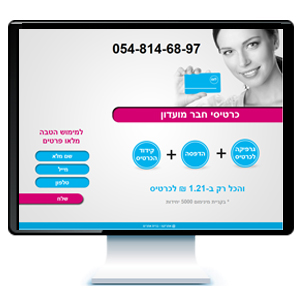 054-814-68-97
כרטיסי חבר מועדון
למימוש הטבה
מלאו פרטים
שם מלא
מייל
טלפון
שלח
גרפיקה
לכרטיס
+
הדפסה
+
קידוד
הכרטיס
והכל רק ב-1.21 ₪ לכרטיס
* בקניית מינימום 5000 יחידות